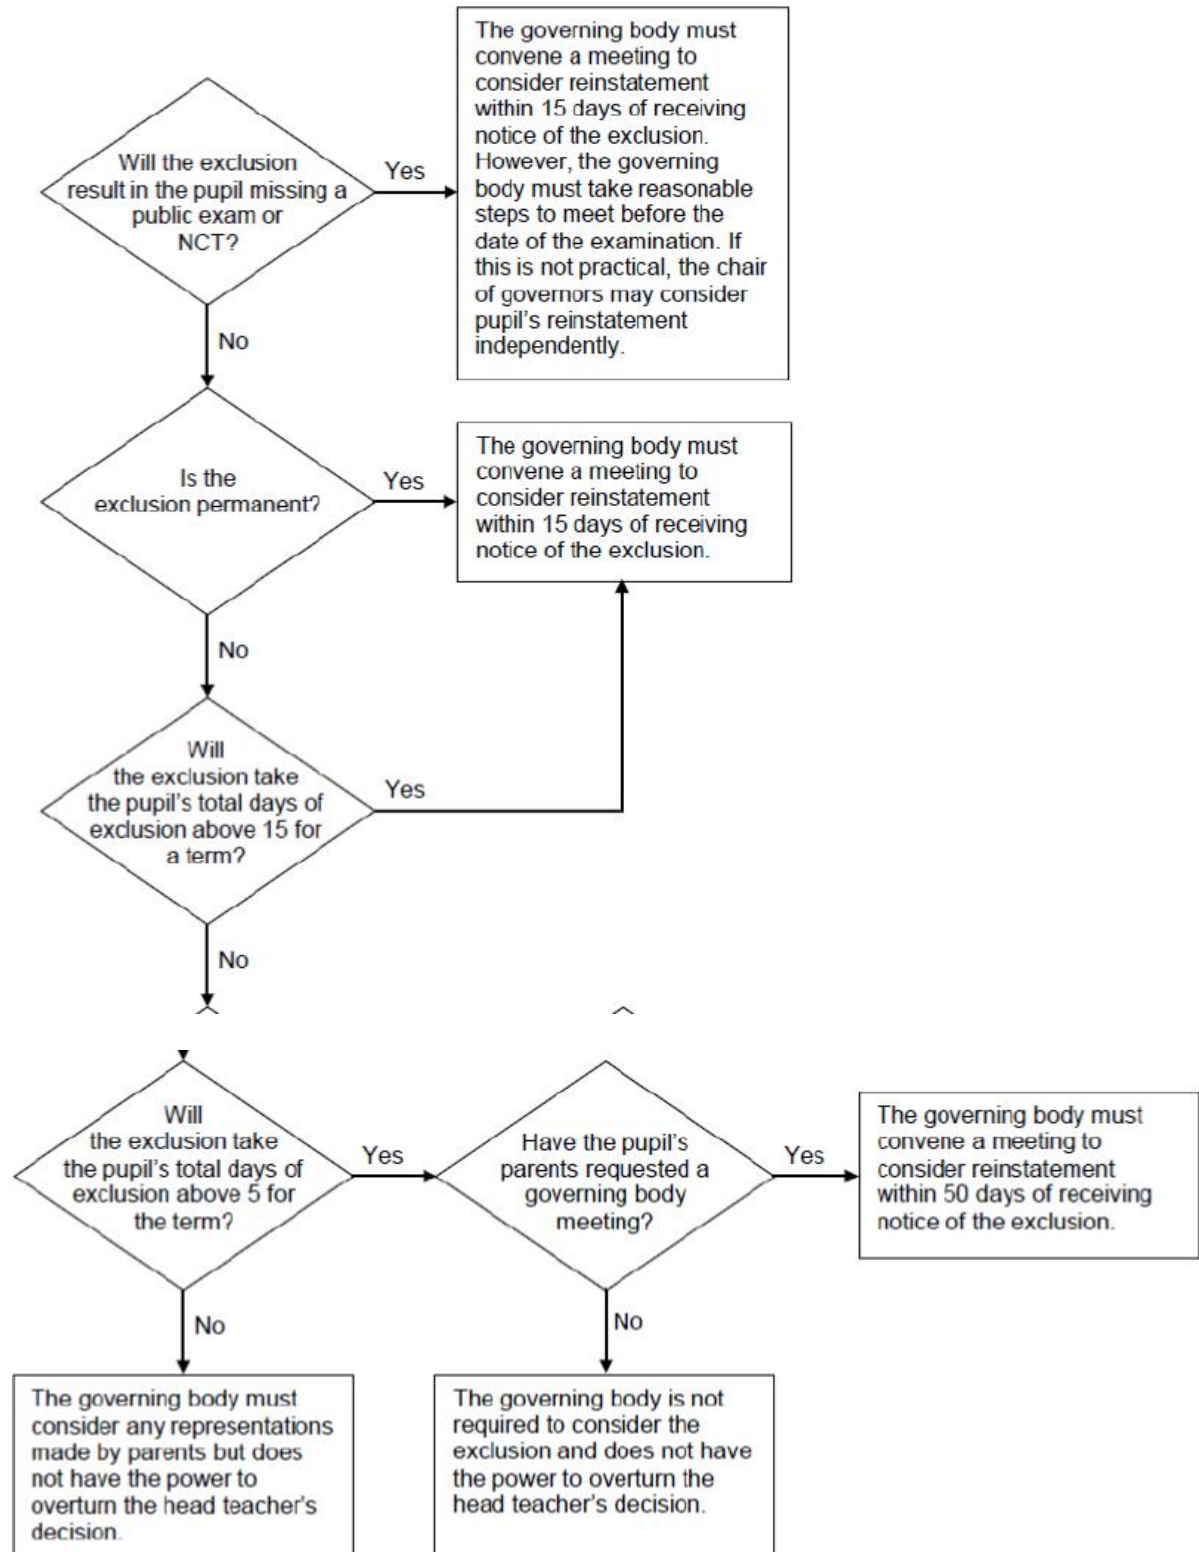 The governing body must
convene a meeting to
consider reinstatement
within 15 days of receiving
notice of the exclusion.
However, the governing
body must take reasonable
steps to meet before the
date of the examination. If
this is not practical, the chair
of governors may consider
pupil's reinstatement
independently.
Will the exclusion
result in the pupil missing a
public exam or
NCT?
Yes
No
Is the
exclusion permanent?
Yes
The governing body must
convene a meeting to
consider reinstatement
within 15 days of receiving
notice of the exclusion.
No
Will
the exclusion take
the pupil's total days of
exclusion above 15 for
a term?
Yes
No
Will
the exclusion take
the pupil's total days of
exclusion above 5 for
the term?
Yes
Have the pupil's
parents requested a
governing body
meeting?
Yes
The governing body must
convene a meeting to
consider reinstatement
within 50 days of receiving
notice of the exclusion.
No
No
The governing body must
consider any representations
made by parents but does
not have the power to
overturn the head teacher's
decision.
The governing body is not
required to consider the
exclusion and does not have
the power to overturn the
head teacher's decision.